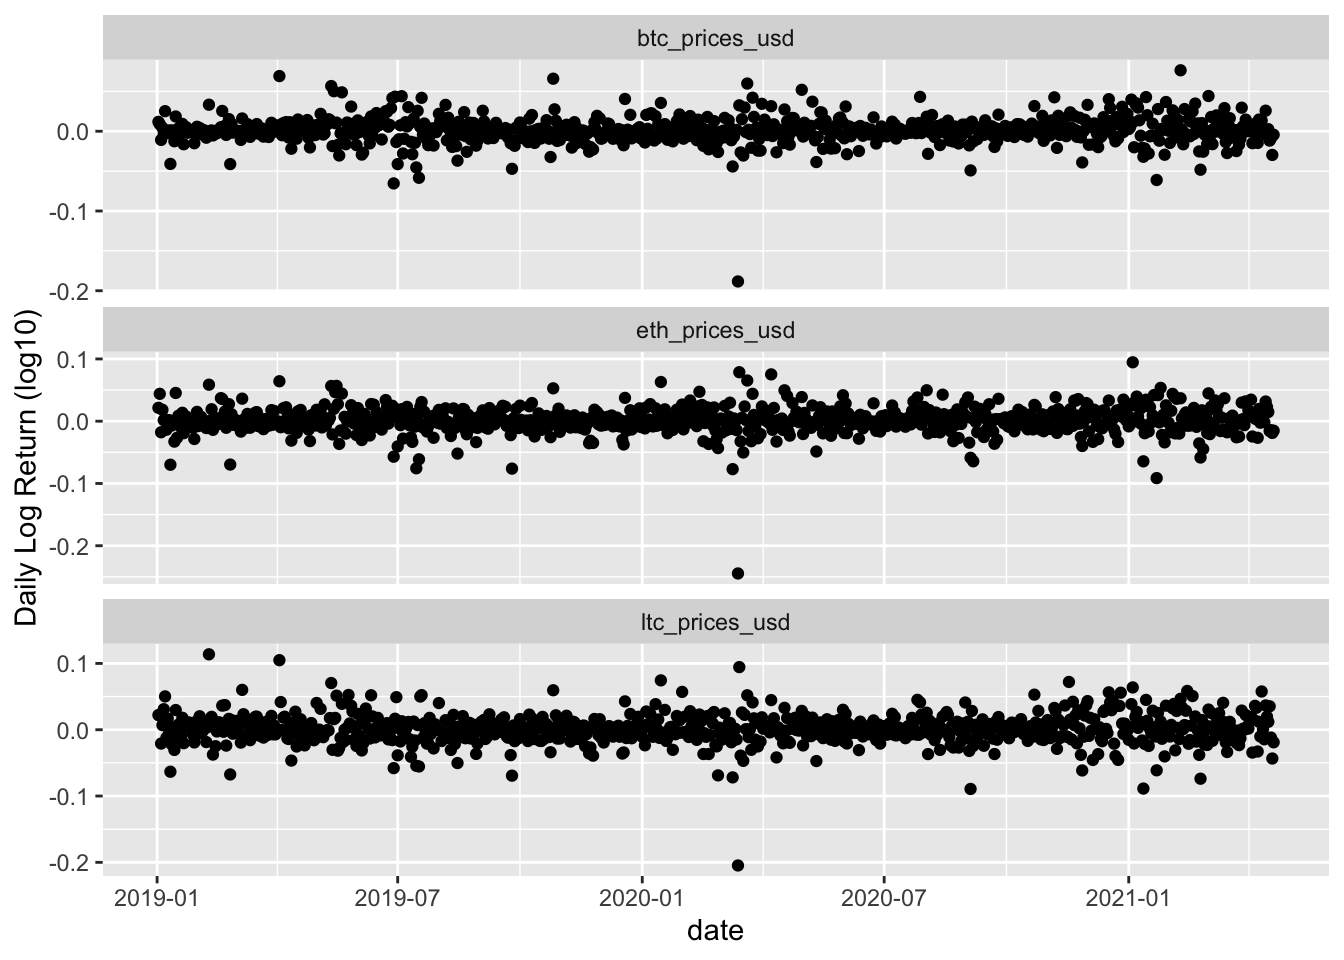 btc_prices_usd
0.0
-0.1
-0.2
eth_prices_usd
0.1
0.0
-0.1
-0.2
ltc_prices_usd
0.1
0.0
-0.1
-0.2
Daily Log Return (log10)
2019-01 2019-07 2020-01 2020-07 2021-01
date